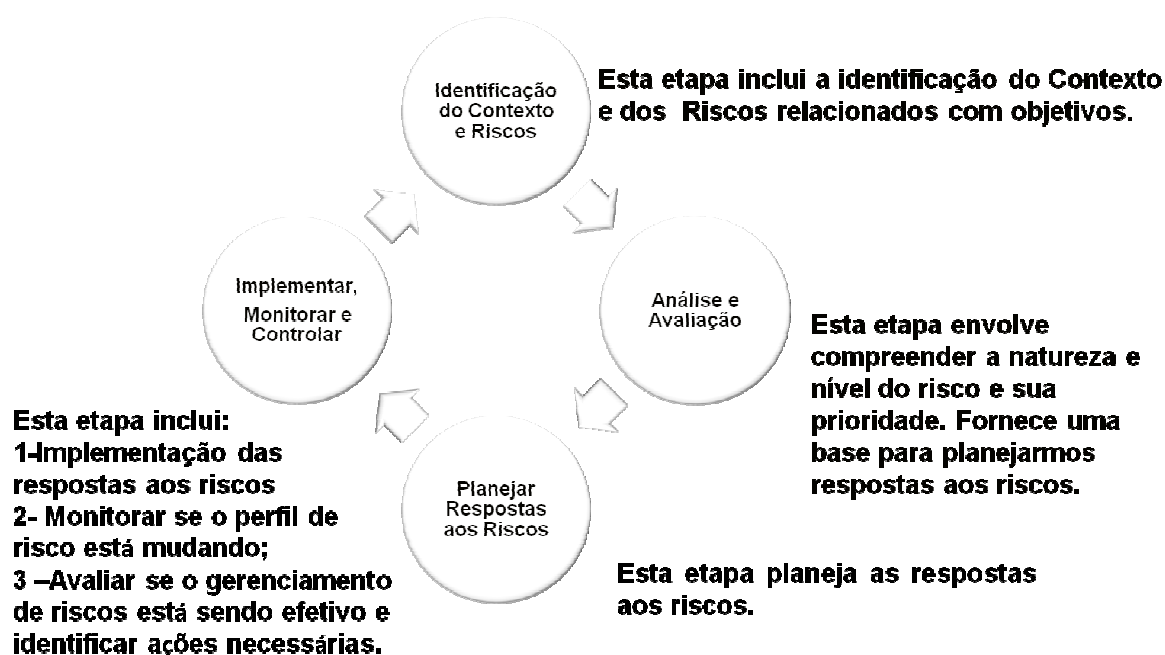 Identificação
do Contexto
e Riscos
Esta etapa inclui a identificação do Contexto
e dos Riscos relacionados com objetivos.
Análise e
Avaliação
Esta etapa envolve
compreender a natureza e
nível do risco e sua
prioridade. Fornece uma
base para planejarmos
respostas aos riscos.
Planejar
Respostas
aos Riscos
Esta etapa planeja as respostas
aos riscos.
Implementar,
Monitorar e
Controlar
Esta etapa inclui:
1-Implementação das
respostas aos riscos
2- Monitorar se o perfil de
risco está mudando;
3 –Avaliar se o gerenciamento
de riscos está sendo efetivo e
identificar ações necessárias.